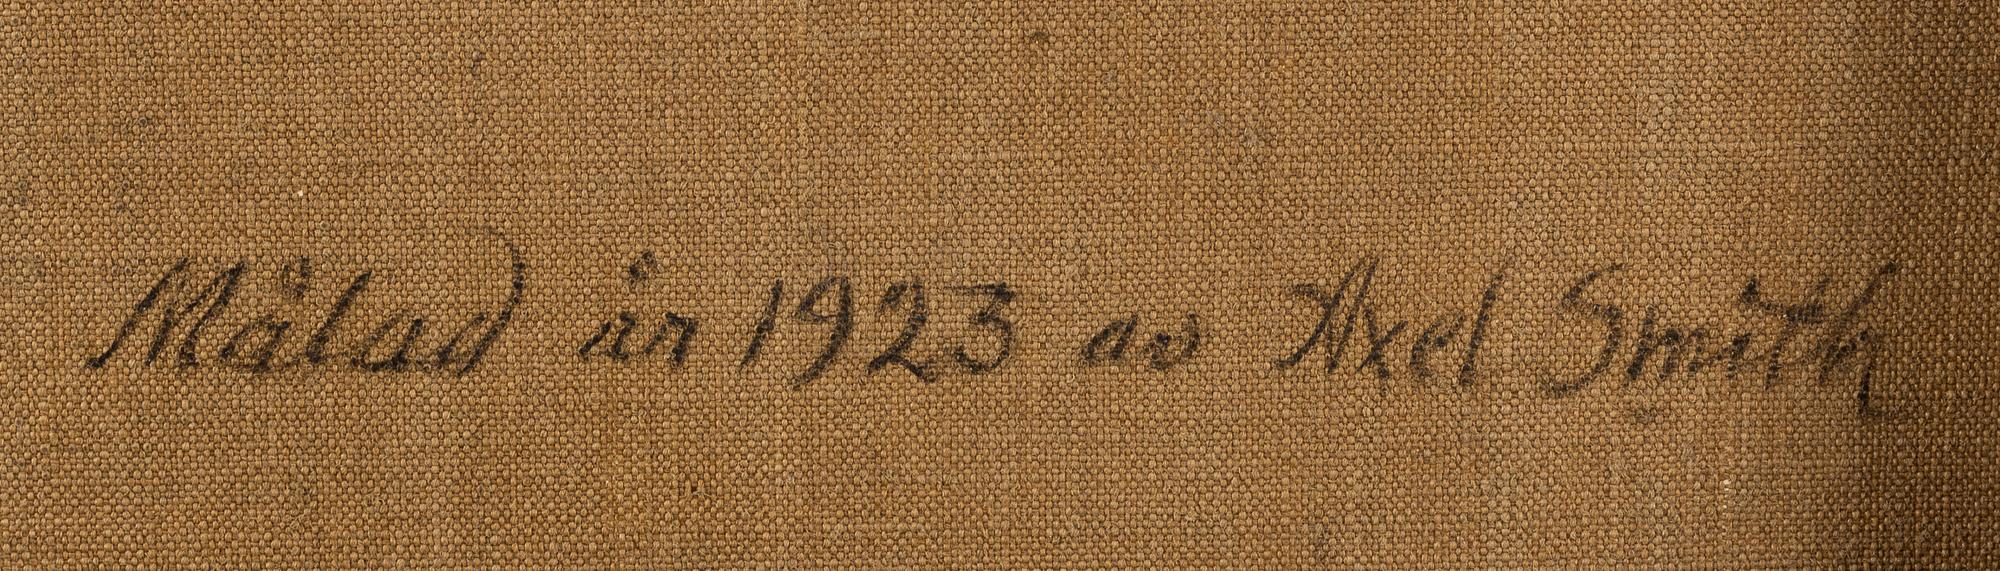 Målad år 1923 av Axel Smith